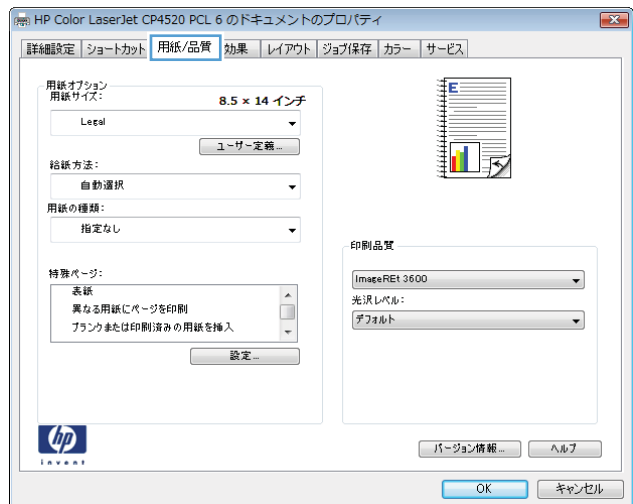 HP Color LaserJet CP4520 PCL 6 のドキュメントのプロパティ
詳細設定 ショートカット 用紙/品質 効果 レイアウト ジョブ保存 カラー サービス
用紙オプション
用紙サイズ: 8.5 × 14 インチ
Legal
ユーザー定義...
給紙方法:
自動選択
用紙の種類:
指定なし
特殊ページ:
表紙
異なる用紙にページを印刷
ブランクまたは印刷済みの用紙を挿入
設定...
E
印刷品質
ImageREt 3600
光沢レベル:
デフォルト
hp
invent
バージョン情報... ヘルプ
OK キャンセル